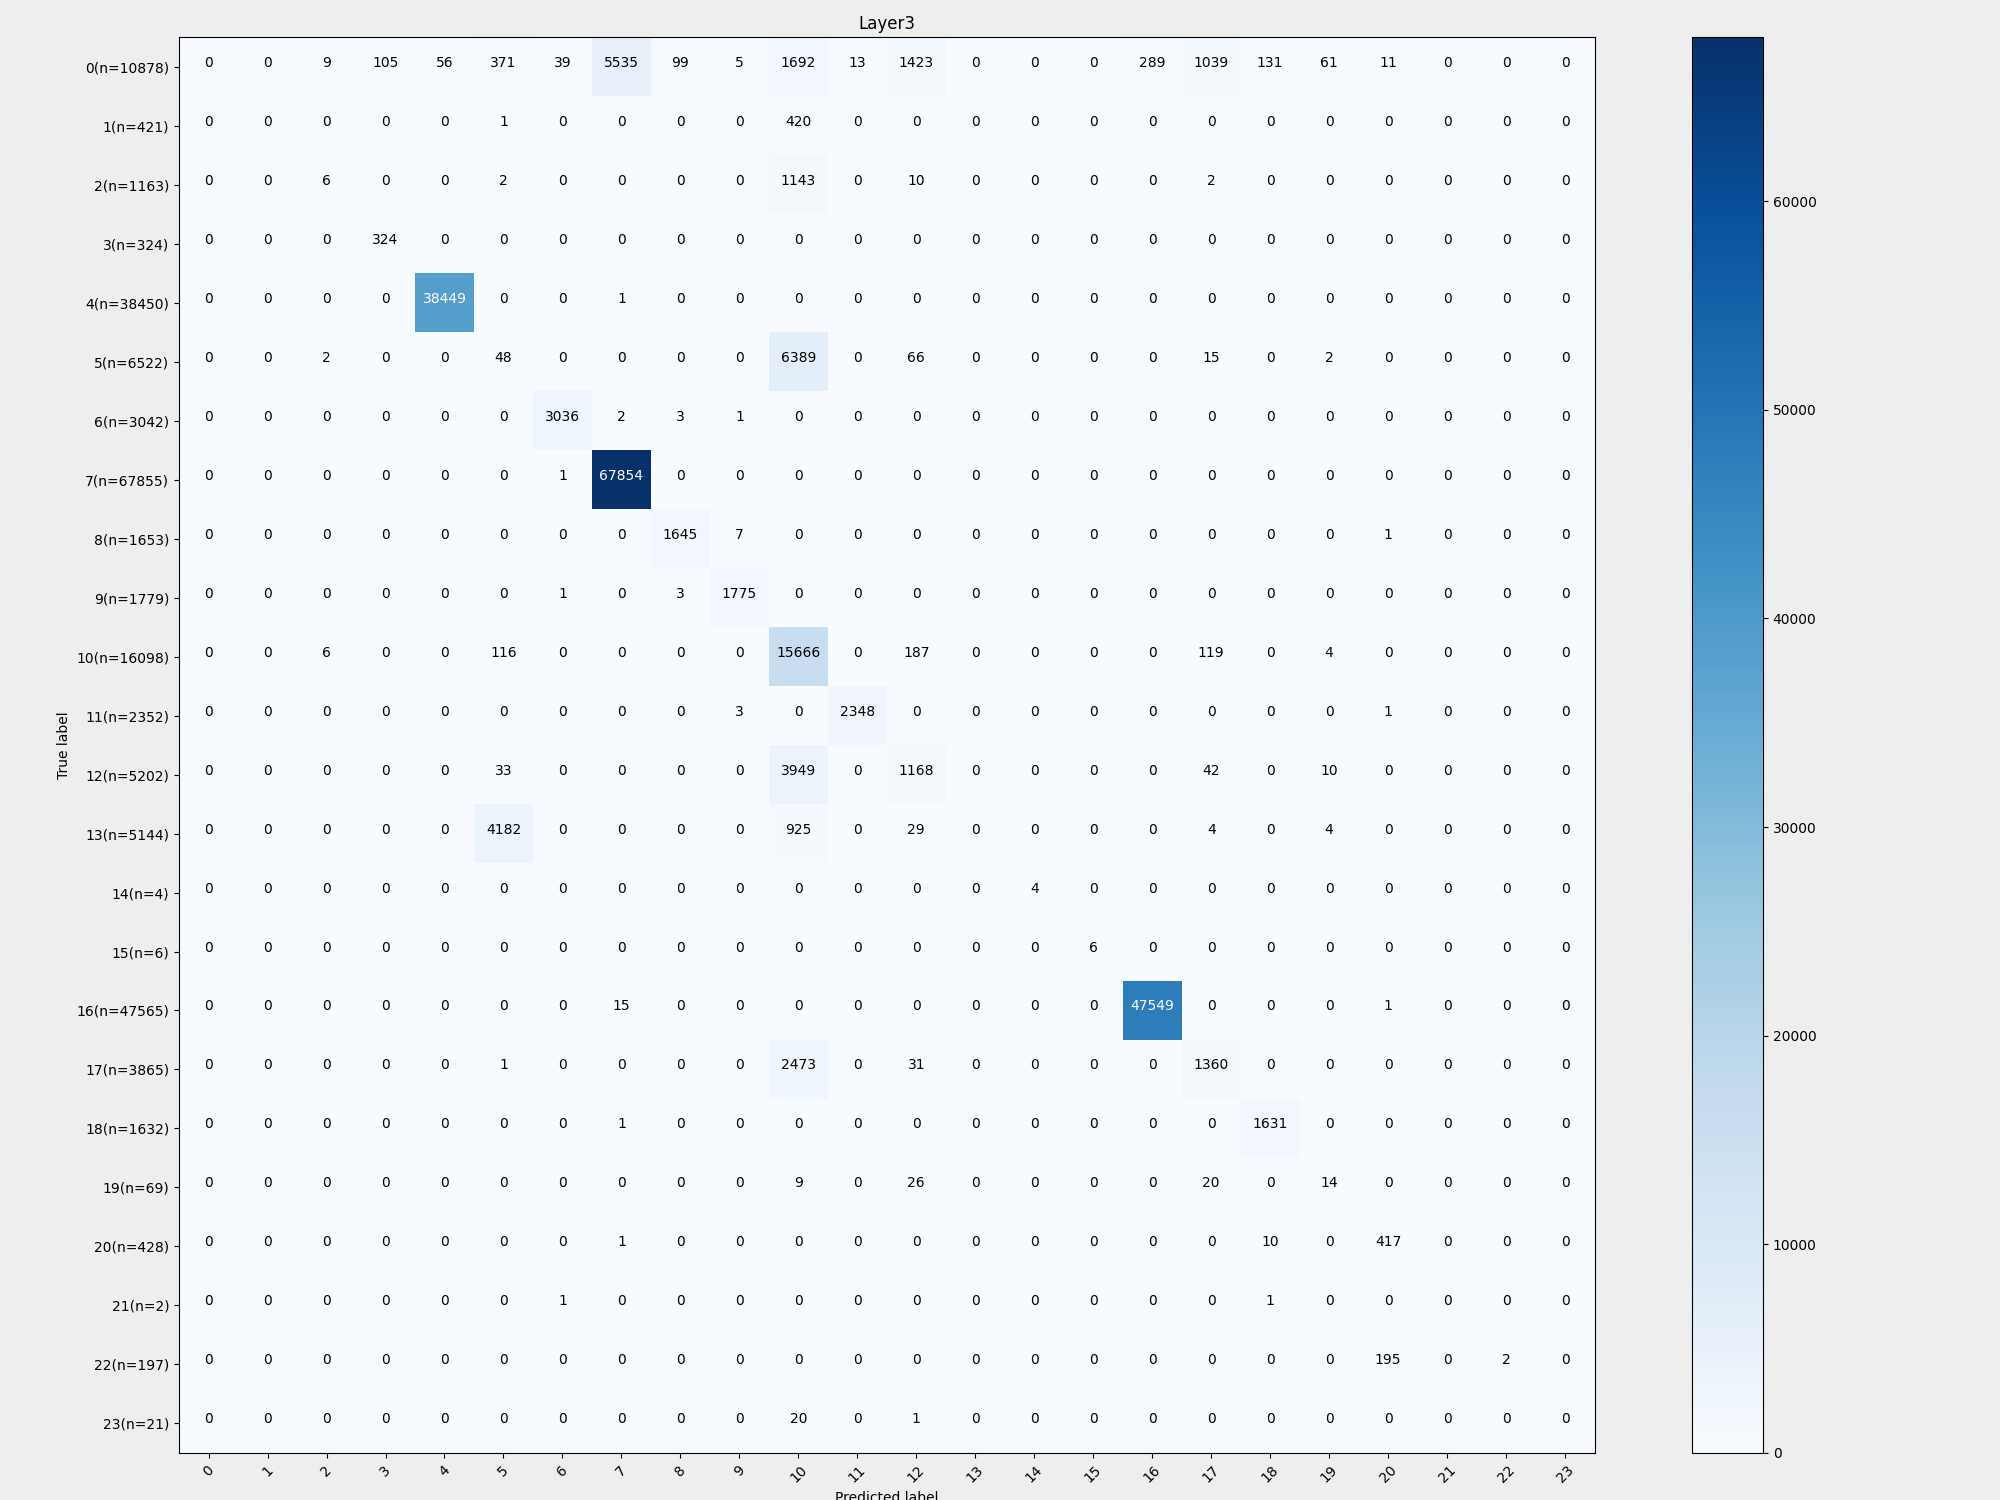 Layer3
0(n=10878) 0 0 9 105 56 371 39 5535 99 5 1692 13 1423 0 0 0 289 1039 131 61 11 0 0 0
1(n=421) 0 0 0 0 0 1 0 0 0 0 420 0 0 0 0 0 0 0 0 0 0 0 0 0
2(n=1163) 0 0 6 0 0 2 0 0 0 0 1143 0 10 0 0 0 0 2 0 0 0 0 0 0
3(n=324) 0 0 0 324 0 0 0 0 0 0 0 0 0 0 0 0 0 0 0 0 0 0 0 0
60000
4(n=38450) 0 0 0 0 38449 0 0 1 0 0 0 0 0 0 0 0 0 0 0 0 0 0 0 0
5(n=6522) 0 0 2 0 0 48 0 0 0 0 6389 0 66 0 0 0 0 15 0 2 0 0 0 0
50000
6(n=3042) 0 0 0 0 0 0 3036 2 3 1 0 0 0 0 0 0 0 0 0 0 0 0 0 0
7(n=67855) 0 0 0 0 0 0 1 67854 0 0 0 0 0 0 0 0 0 0 0 0 0 0 0 0
8(n=1653) 0 0 0 0 0 0 0 0 1645 7 0 0 0 0 0 0 0 0 0 0 1 0 0 0
9(n=1779) 0 0 0 0 0 0 1 0 3 1775 0 0 0 0 0 0 0 0 0 0 0 0 0 0
40000
10(n=16098) 0 0 6 0 0 116 0 0 0 0 15666 0 187 0 0 0 0 119 0 4 0 0 0 0
11(n=2352) 0 0 0 0 0 0 0 0 0 3 0 2348 0 0 0 0 0 0 0 0 1 0 0 0
True label
12(n=5202) 0 0 0 0 0 33 0 0 0 0 3949 0 1168 0 0 0 0 42 0 10 0 0 0 0
13(n=5144) 0 0 0 0 0 4182 0 0 0 0 925 0 29 0 0 0 0 4 0 4 0 0 0 0
30000
14(n=4) 0 0 0 0 0 0 0 0 0 0 0 0 0 0 4 0 0 0 0 0 0 0 0 0
15(n=6) 0 0 0 0 0 0 0 0 0 0 0 0 0 0 0 6 0 0 0 0 0 0 0 0
16(n=47565) 0 0 0 0 0 0 0 15 0 0 0 0 0 0 0 0 47549 0 0 0 1 0 0 0
20000
17(n=3865) 0 0 0 0 0 1 0 0 0 0 2473 0 31 0 0 0 0 1360 0 0 0 0 0 0
18(n=1632) 0 0 0 0 0 0 0 1 0 0 0 0 0 0 0 0 0 0 1631 0 0 0 0 0
19(n=69) 0 0 0 0 0 0 0 0 0 0 9 0 26 0 0 0 0 20 0 14 0 0 0 0
20(n=428) 0 0 0 0 0 0 0 1 0 0 0 0 0 0 0 0 0 0 10 0 417 0 0 0
10000
21(n=2) 0 0 0 0 0 0 1 0 0 0 0 0 0 0 0 0 0 0 1 0 0 0 0 0
22(n=197) 0 0 0 0 0 0 0 0 0 0 0 0 0 0 0 0 0 0 0 0 195 0 2 0
23(n=21) 0 0 0 0 0 0 0 0 0 0 20 0 1 0 0 0 0 0 0 0 0 0 0 0
0
0 1 2 3 4 5 6 7 8 9 10 11 12 13 14 15 16 17 18 19 20 21 22 23
Predicted label